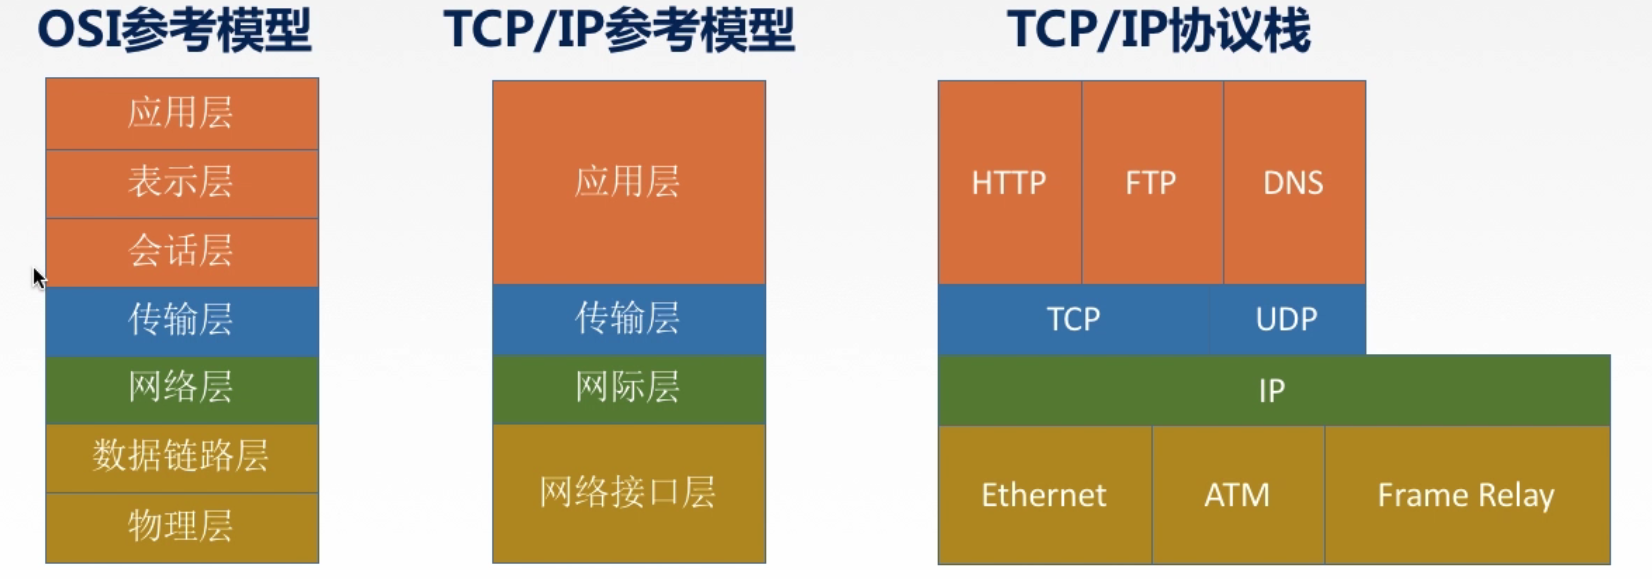 OSI参考模型
应用层
表示层
会话层
传输层
网络层
数据链路层
物理层
TCP/IP参考模型
应用层
传输层
网际层
网络接口层
TCP/IP协议栈
HTTP FTP DNS
TCP UDP
IP
Ethernet ATM Frame Relay